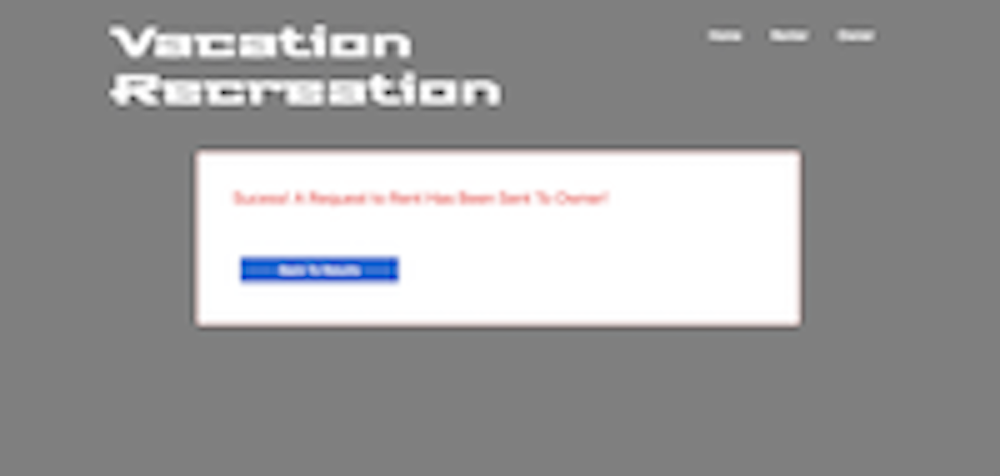 Vacation
Recreation
Home Renter Owner
Success! A Request to Rent Has Been Sent To Owner!
Back To Results